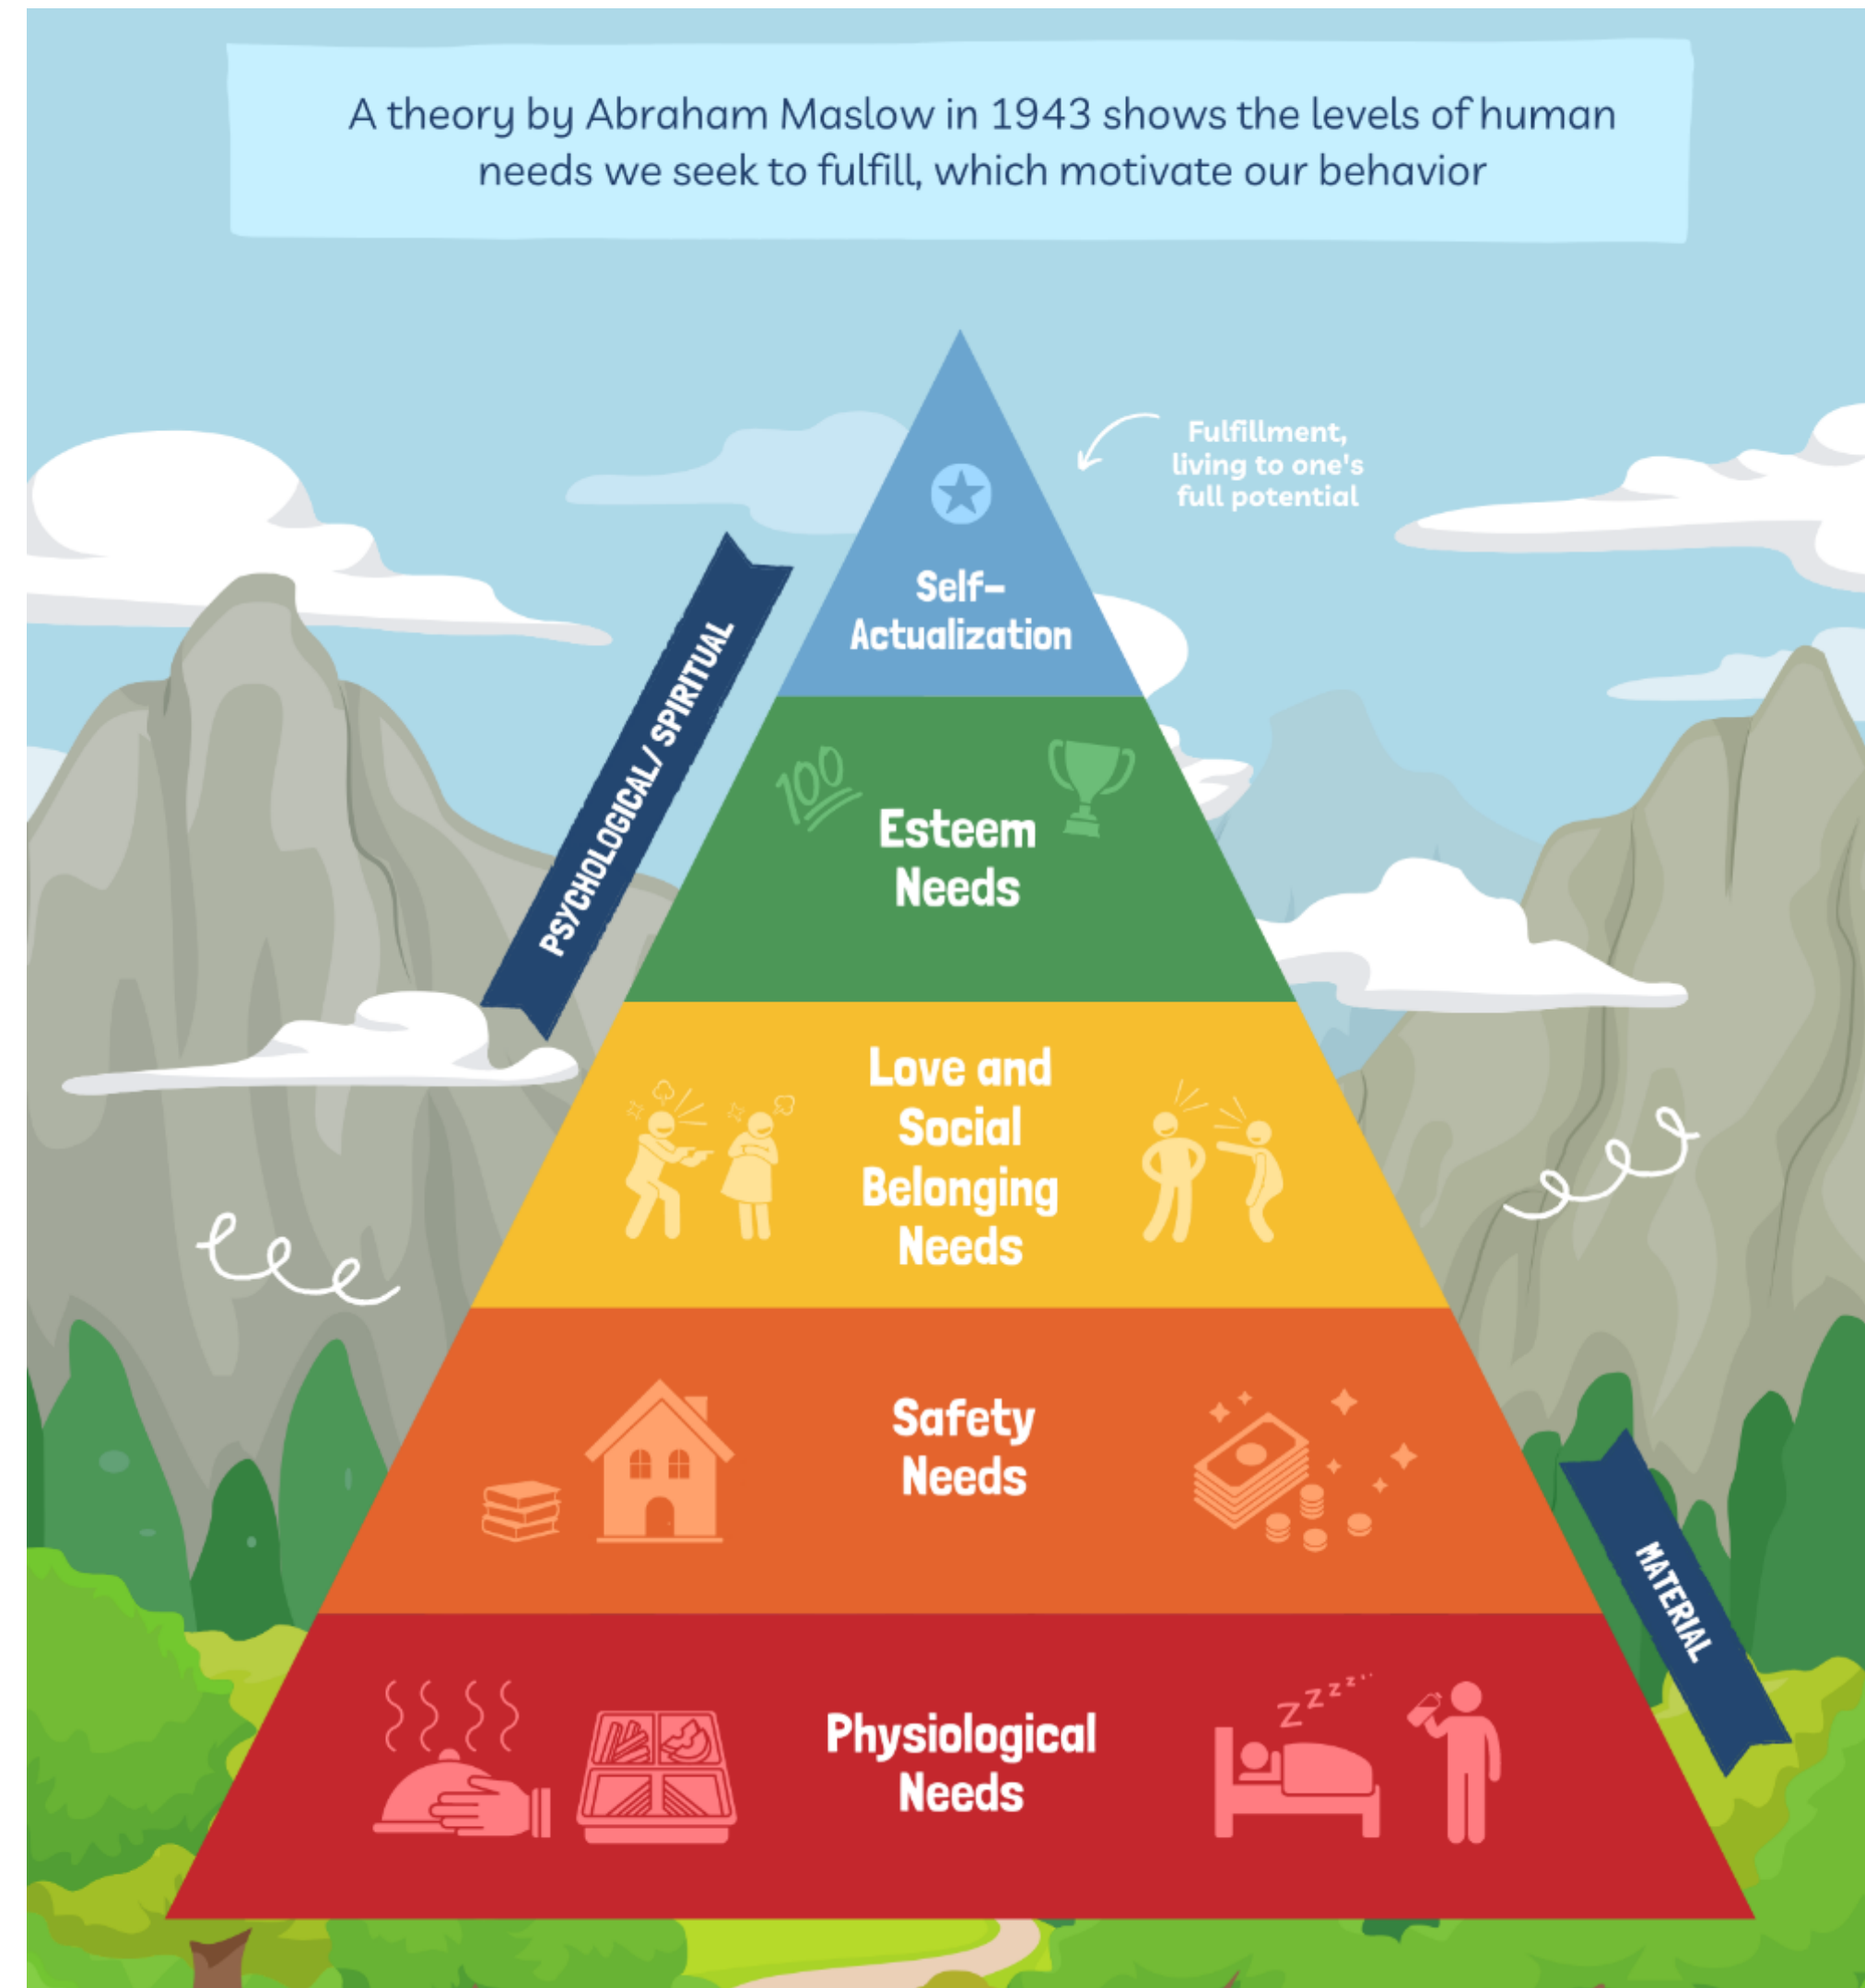 A theory by Abraham Maslow in 1943 shows the levels of human
needs we seek to fulfill, which motivate our behavior
Fulfillment,
living to one's
full potential
Self-
Actualization
PSYCHOLOGICAL/ SPIRITUAL
100
Esteem
Needs
Love and
Social
Belonging
Needs
Safety
Needs
MATERIAL
Physiological
Needs
zzzzz